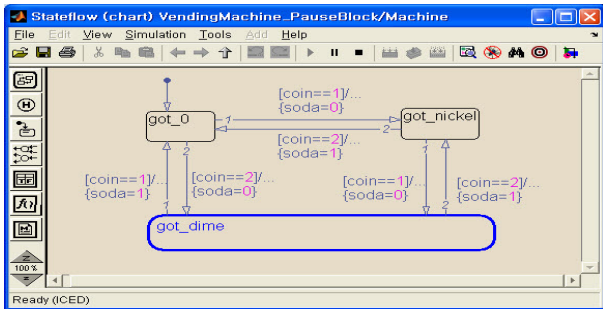 Stateflow (chart) VendingMachine_PauseBlock/Machine
File Edit View Simulation Tools Add Help
[coin==1]/...
{soda=0}
got_0
1
got_nickel
2
[coin==2]/...
{soda=1}
1
2
1
2
[coin==1]/...
{soda=1}
[coin==2]/...
{soda=0}
[coin==1]/...
{soda=0}
[coin==2]/...
{soda=1}
1
2
got_dime
100 %
Ready (ICED)